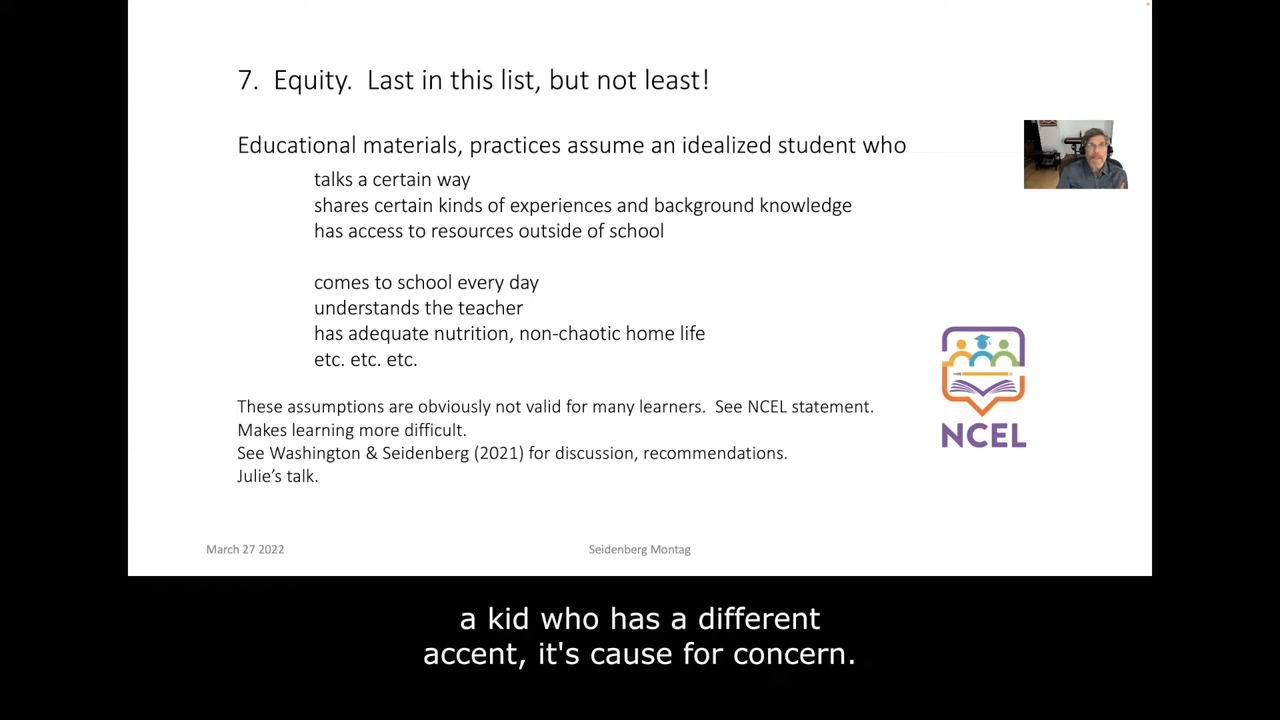 7. Equity. Last in this list, but not least!
Educational materials, practices assume an idealized student who
talks a certain way
shares certain kinds of experiences and background knowledge
has access to resources outside of school
comes to school every day
understands the teacher
has adequate nutrition, non-chaotic home life
etc. etc. etc.
These assumptions are obviously not valid for many learners. See NCEL statement.
Makes learning more difficult.
See Washington & Seidenberg (2021) for discussion, recommendations.
Julie's talk.
NCEL
March 27 2022
Seidenberg Montag
a kid who has a different
accent, it's cause for concern.